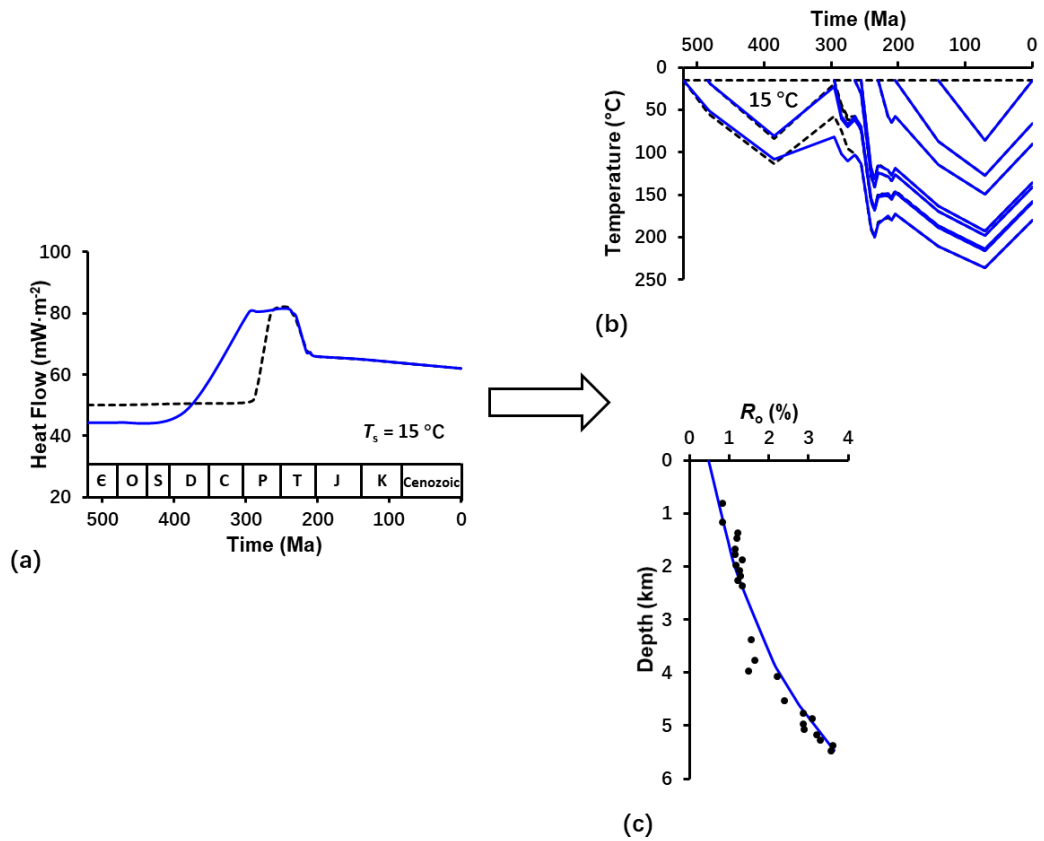 100
80
60
40
20
Heat Flow (mW·m-2)
Ts = 15 °C
Є O S D C P T J K Cenozoic
500 400 300 200 100 0
Time (Ma)
(a)
Time (Ma)
500 400 300 200 100 0
0
50
100
150
200
250
Temperature (°C)
15 °C
(b)
Ro (%)
0 1 2 3 4
0
1
2
3
4
5
6
Depth (km)
(c)